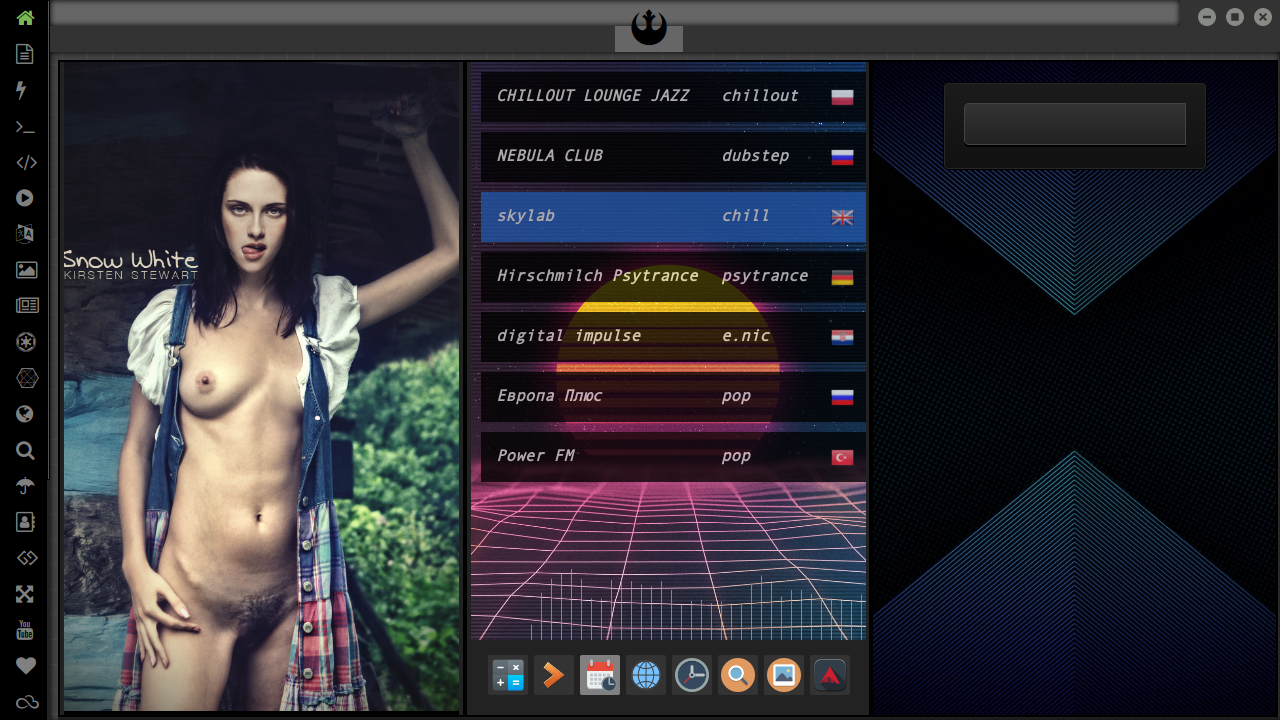 Snow White
KIRSTEN STEWART
CHILLOUT LOUNGE JAZZ chillout
NEBULA CLUB dubstep
skylab chill
Hirschmilch Psytrance psytrance
digital impulse e.nic
Европа Плюс pop
Power FM pop
You
Tube